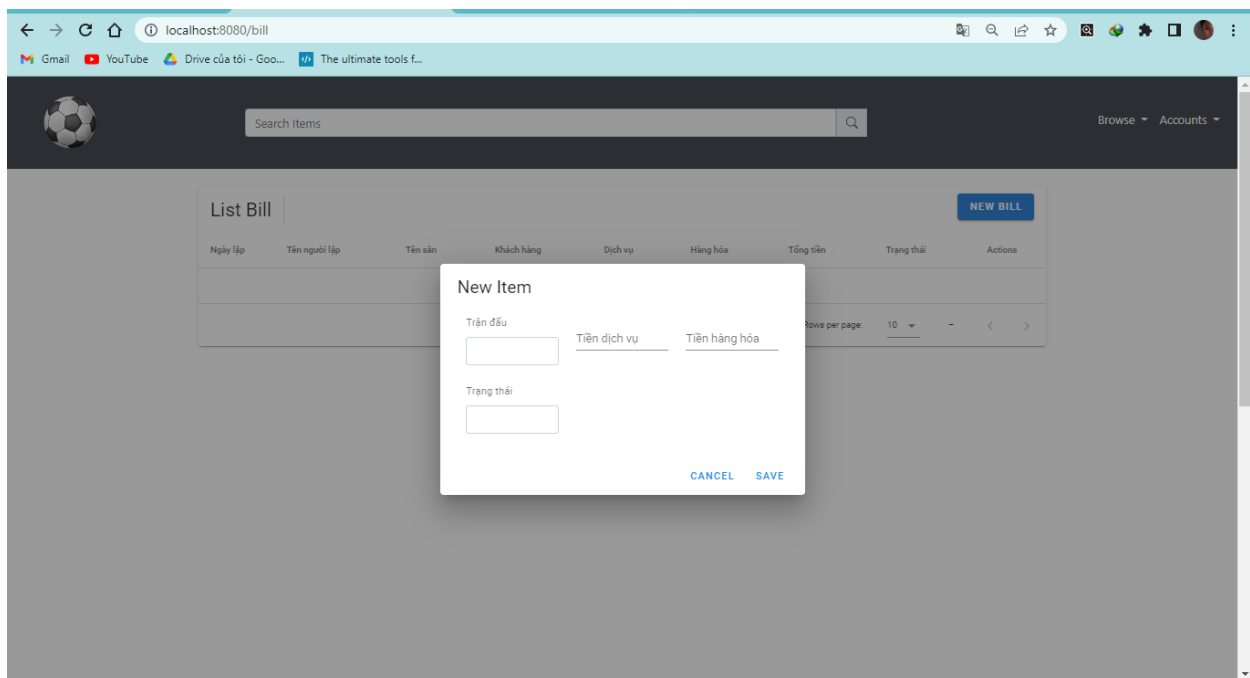 localhost:8080/bill
Gmail YouTube Drive của tôi - Goo... The ultimate tools f...
Search Items
Browse Accounts
List Bill
NEW BILL
Ngày lập Tên người lập Tên sân Khách hàng Dịch vụ Hàng hóa Tổng tiền Trạng thái Actions
New Item
Trận đấu
Tiền dịch vụ Tiền hàng hóa
Rows per page: 10 –
Trạng thái
CANCEL SAVE